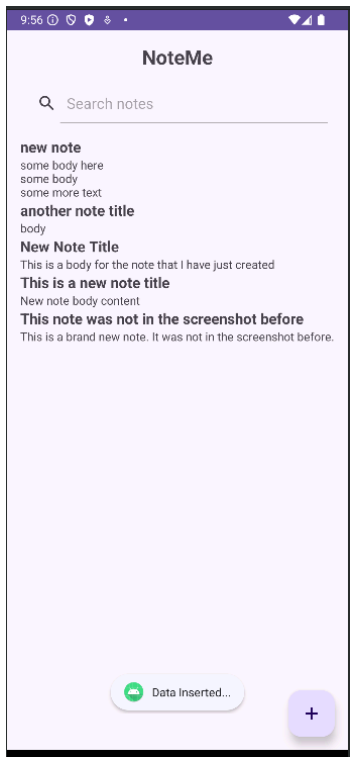 9:56
NoteMe
Search notes
new note
some body here
some body
some more text
another note title
body
New Note Title
This is a body for the note that I have just created
This is a new note title
New note body content
This note was not in the screenshot before
This is a brand new note. It was not in the screenshot before.
Data Inserted...
+